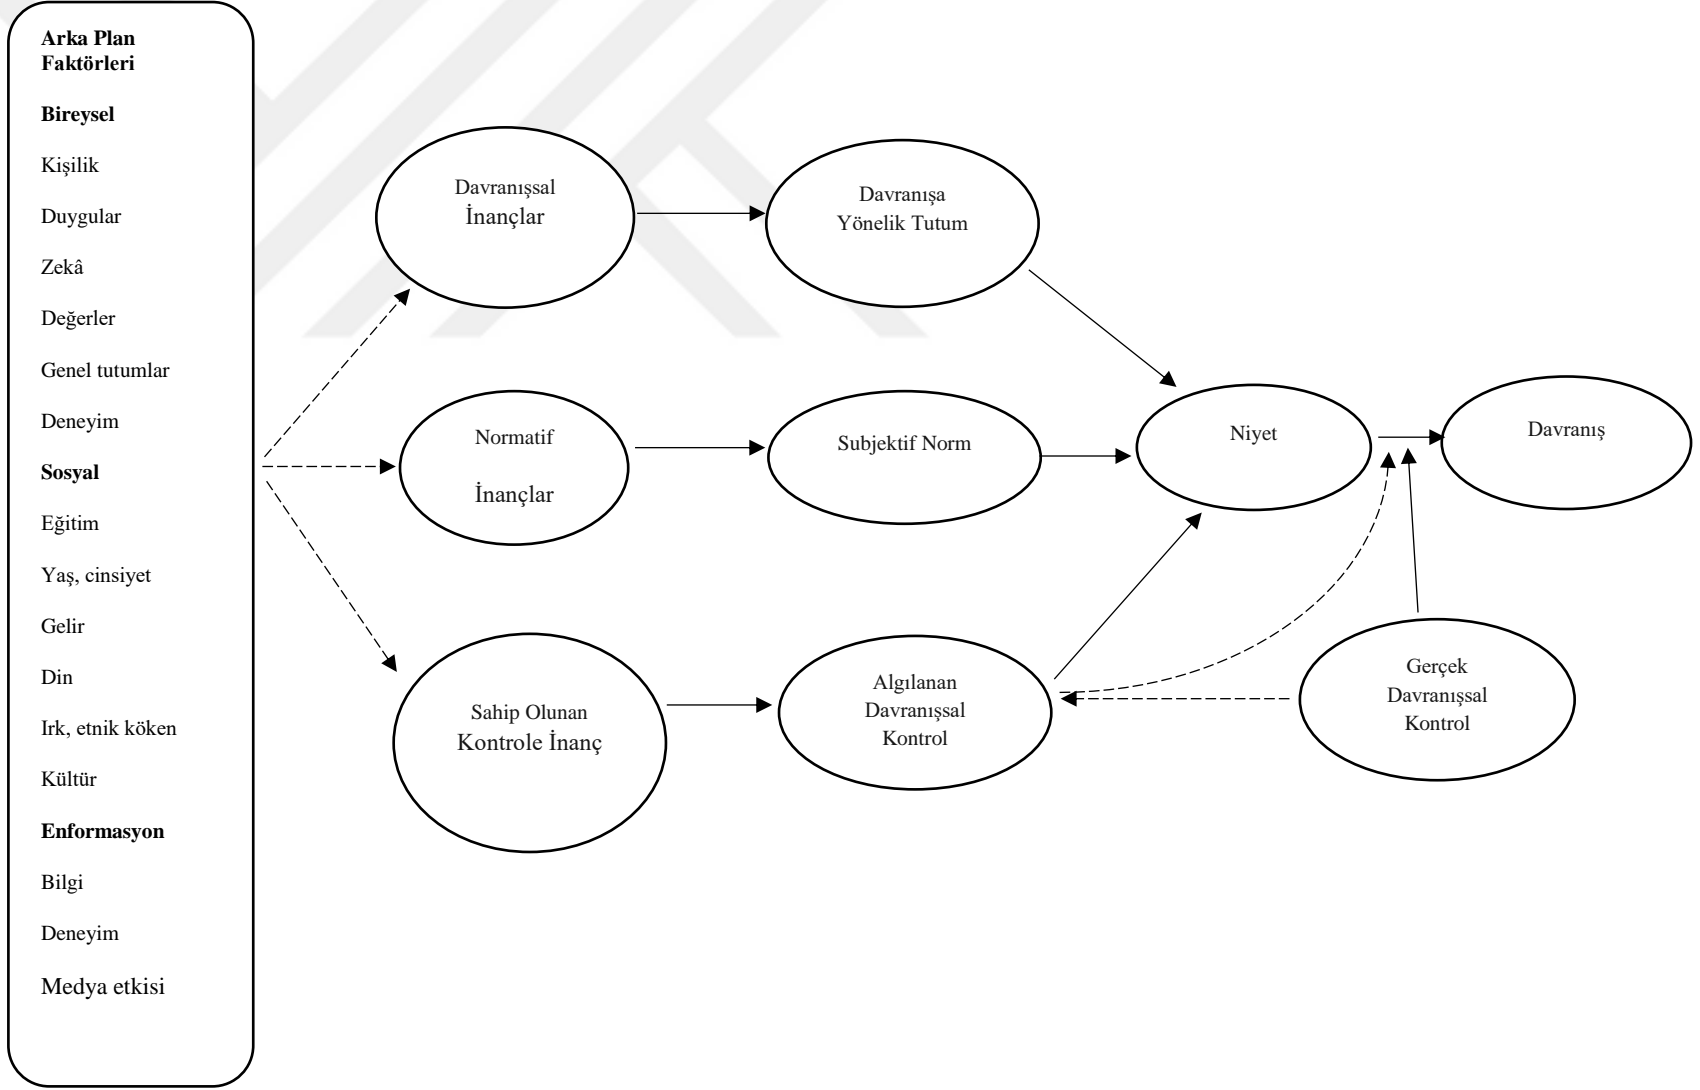 Arka Plan
Faktörleri
Bireysel
Kişilik
Duygular
Zekâ
Değerler
Genel tutumlar
Deneyim
Sosyal
Eğitim
Yaş, cinsiyet
Gelir
Din
Irk, etnik köken
Kültür
Enformasyon
Bilgi
Deneyim
Medya etkisi
Davranışsal
İnançlar
Davranışa
Yönelik Tutum
Normatif
İnançlar
Subjektif Norm
Niyet
Davranış
Sahip Olunan
Kontrole İnanç
Algılanan
Davranışsal
Kontrol
Gerçek
Davranışsal
Kontrol